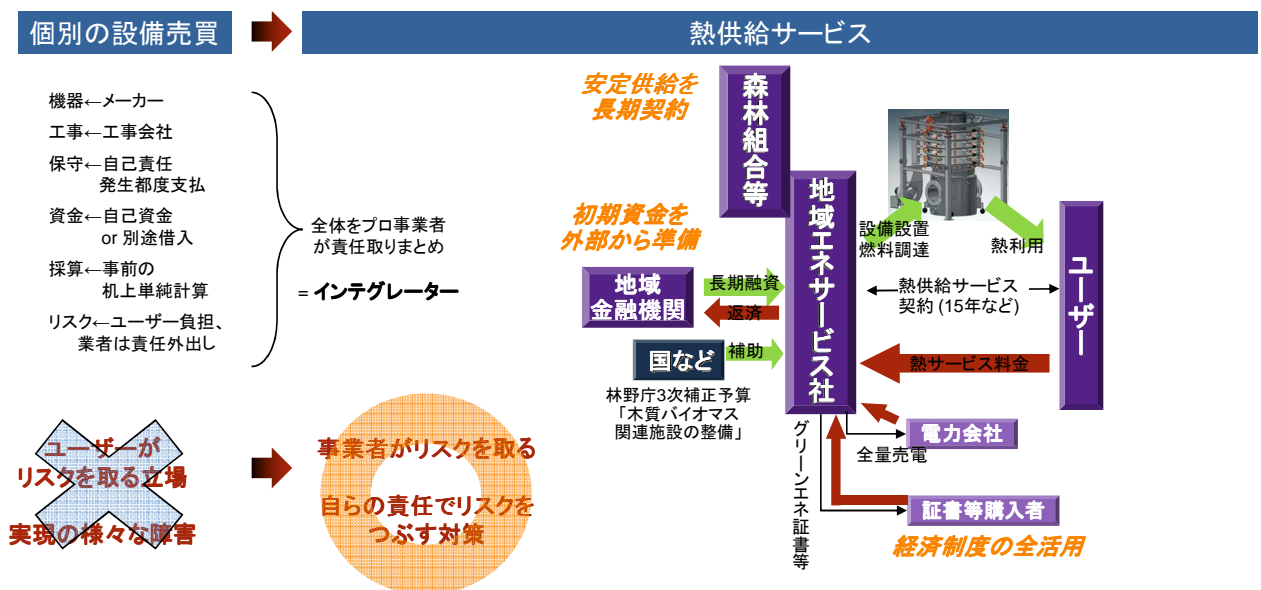 個別の設備売買
熱供給サービス
機器←メーカー
工事←工事会社
保守←自己責任
発生都度支払
資金←自己資金
or 別途借入
採算←事前の
机上単純計算
リスク←ユーザー負担、
業者は責任外出し
全体をプロ事業者
が責任取りまとめ
= インテグレーター
ユーザーが
リスクを取る立場
実現の様々な障害
事業者がリスクを取る
自らの責任でリスクを
つぶす対策
安定供給を
長期契約
森林組合等
初期資金を
外部から準備
地域
金融機関
長期融資
返済
国など
補助
林野庁3次補正予算
「木質バイオマス
関連施設の整備」
地域エネサービス社
設備設置
燃料調達
熱利用
ユーザー
熱供給サービス
契約 (15年など)
熱サービス料金
電力会社
全量売電
グリーンエネ証書等
証書等購入者
経済制度の全活用